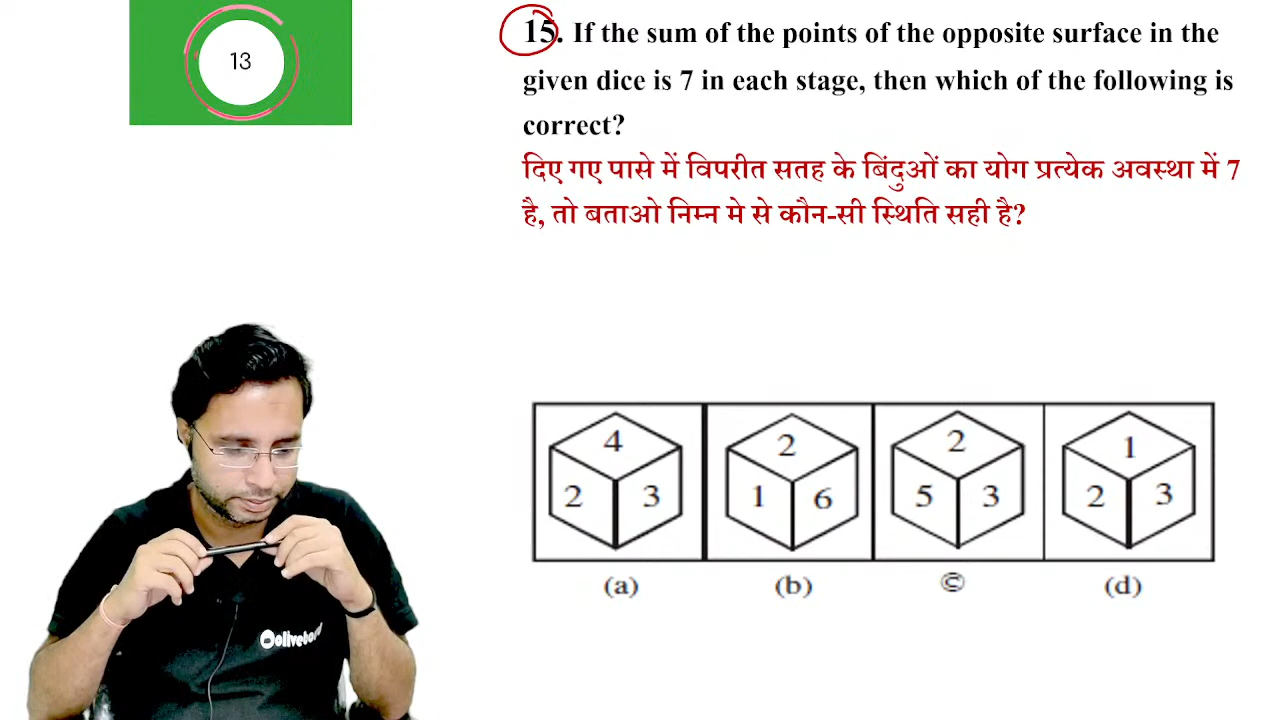 13
15. If the sum of the points of the opposite surface in the
given dice is 7 in each stage, then which of the following is
correct?
दिए गए पासे में विपरीत सतह के बिंदुओं का योग प्रत्येक अवस्था में 7
है, तो बताओ निम्न मे से कौन-सी स्थिति सही है?
4
2 3
2
1 6
2
5 3
1
2 3
(a) (b) © (d)